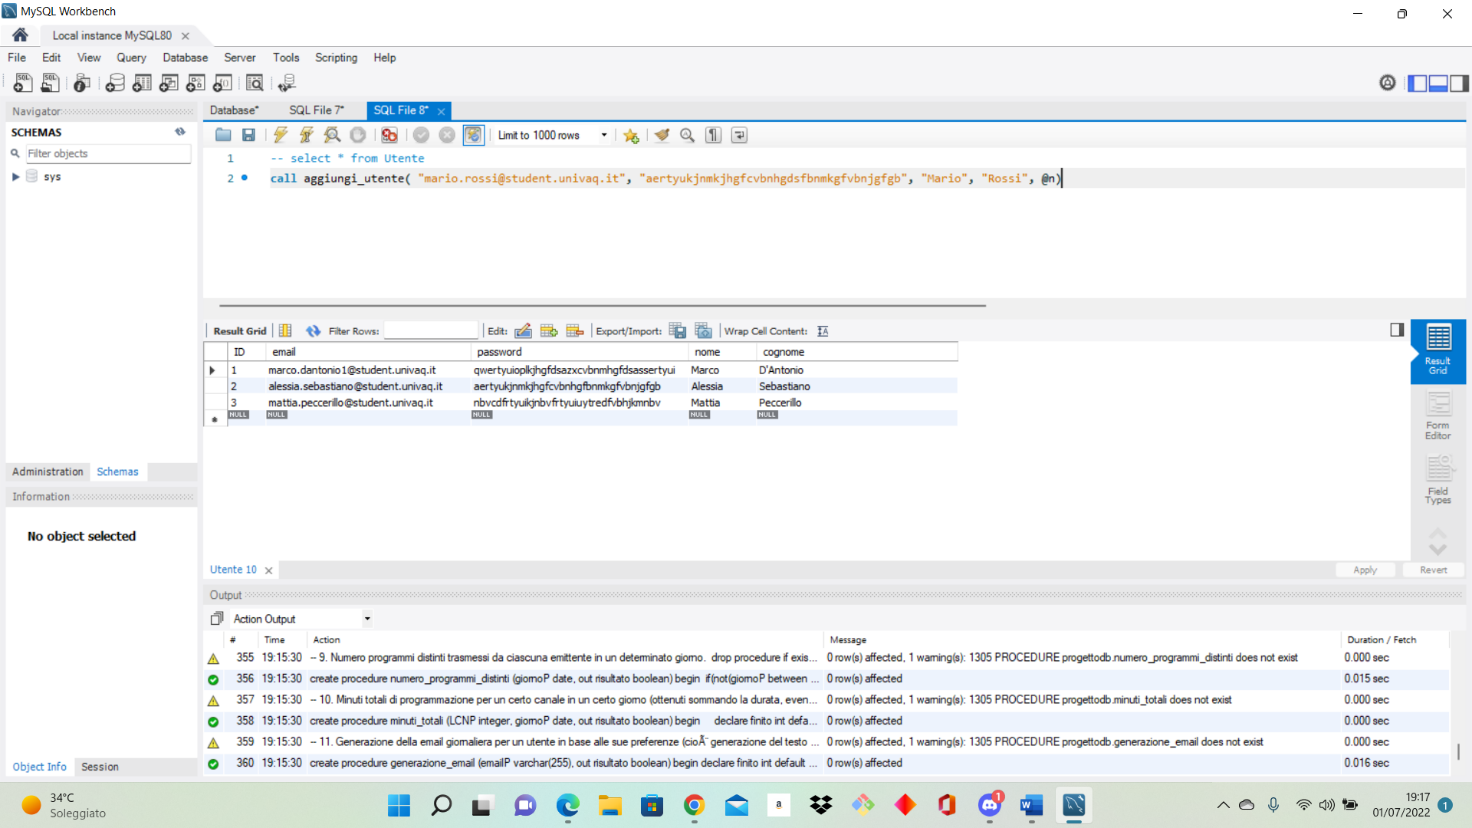 MySQL Workbench
Local instance MySQL80
File Edit View Query Database Server Tools Scripting Help
Navigator
SCHEMAS
Filter objects
sys
Administration Schemas
Information
No object selected
Object Info Session
Database* SQL File 7* SQL File 8*
Limit to 1000 rows
1 -- select * from Utente
2 call aggiungi_utente( "mario.rossi@student.univaq.it", "aertyukjnmkjhgfcvbnhgdsfbnmkgfvbnjgfgb", "Mario", "Rossi", @n)
Result Grid Filter Rows: Edit: Export/Import: Wrap Cell Content:
ID email password nome cognome
1 marco.dantonio1@student.univaq.it qwertyuioplkjhgfdsazxcvbnmhgfdsassertyui Marco D'Antonio
2 alessia.sebastiano@student.univaq.it aertyukjnmkjhgfcvbnhgfbnmkgfvbnjgfgb Alessia Sebastiano
3 mattia.peccerillo@student.univaq.it nbvcdfrtyuikjnbvfrtyuiuytredfvbhjkmnbv Mattia Peccerillo
NULL NULL NULL NULL NULL
Result Grid
Form Editor
Field Types
Utente 10
Apply Revert
Output
Action Output
# Time Action Message Duration / Fetch
355 19:15:30 -- 9. Numero programmi distinti trasmessi da ciascuna emittente in un determinato giorno. drop procedure if exis... 0 row(s) affected, 1 warning(s): 1305 PROCEDURE progettodb.numero_programmi_distinti does not exist 0.000 sec
356 19:15:30 create procedure numero_programmi_distinti (giornoP date, out risultato boolean) begin if(not(giornoP between ... 0 row(s) affected 0.015 sec
357 19:15:30 -- 10. Minuti totali di programmazione per un certo canale in un certo giorno (ottenuti sommando la durata, even... 0 row(s) affected, 1 warning(s): 1305 PROCEDURE progettodb.minuti_totali does not exist 0.000 sec
358 19:15:30 create procedure minuti_totali (LCNP integer, giornoP date, out risultato boolean) begin declare finito int defa... 0 row(s) affected 0.000 sec
359 19:15:30 -- 11. Generazione della email giornaliera per un utente in base alle sue preferenze (cioÃ¨ generazione del testo ... 0 row(s) affected, 1 warning(s): 1305 PROCEDURE progettodb.generazione_email does not exist 0.000 sec
360 19:15:30 create procedure generazione_email (emailP varchar(255), out risultato boolean) begin declare finito int default ... 0 row(s) affected 0.016 sec
34°C
Soleggiato
a
1
19:17
01/07/2022
1